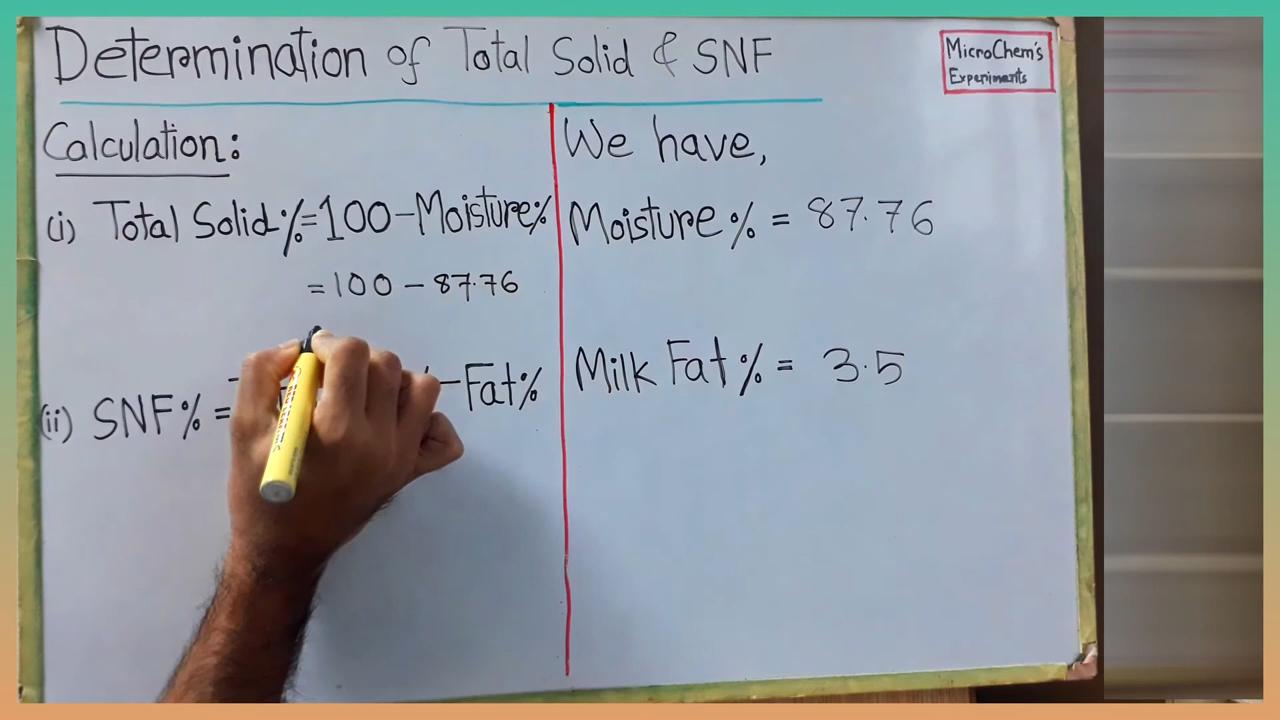 Determination of Total Solid & SNF
MicroChem's
Experiments
Calculation:
(i) Total Solid%=100-Moisture%
=100-87.76
(ii) SNF% = -Fat%
We have,
Moisture% = 87.76
Milk Fat% = 3.5